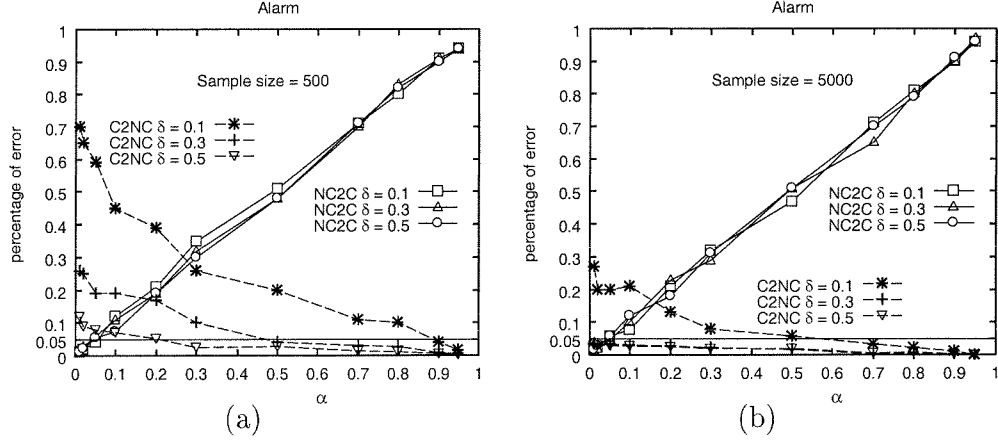 Alarm
percentage of error
1
0.9
0.8
0.7
0.6
0.5
0.4
0.3
0.2
0.1
0.05
0
Sample size = 500
C2NC δ = 0.1
C2NC δ = 0.3
C2NC δ = 0.5
NC2C δ = 0.1
NC2C δ = 0.3
NC2C δ = 0.5
0 0.1 0.2 0.3 0.4 0.5 0.6 0.7 0.8 0.9 1
α
(a)
Alarm
percentage of error
1
0.9
0.8
0.7
0.6
0.5
0.4
0.3
0.2
0.1
0.05
0
Sample size = 5000
NC2C δ = 0.1
NC2C δ = 0.3
NC2C δ = 0.5
C2NC δ = 0.1
C2NC δ = 0.3
C2NC δ = 0.5
0 0.1 0.2 0.3 0.4 0.5 0.6 0.7 0.8 0.9 1
α
(b)